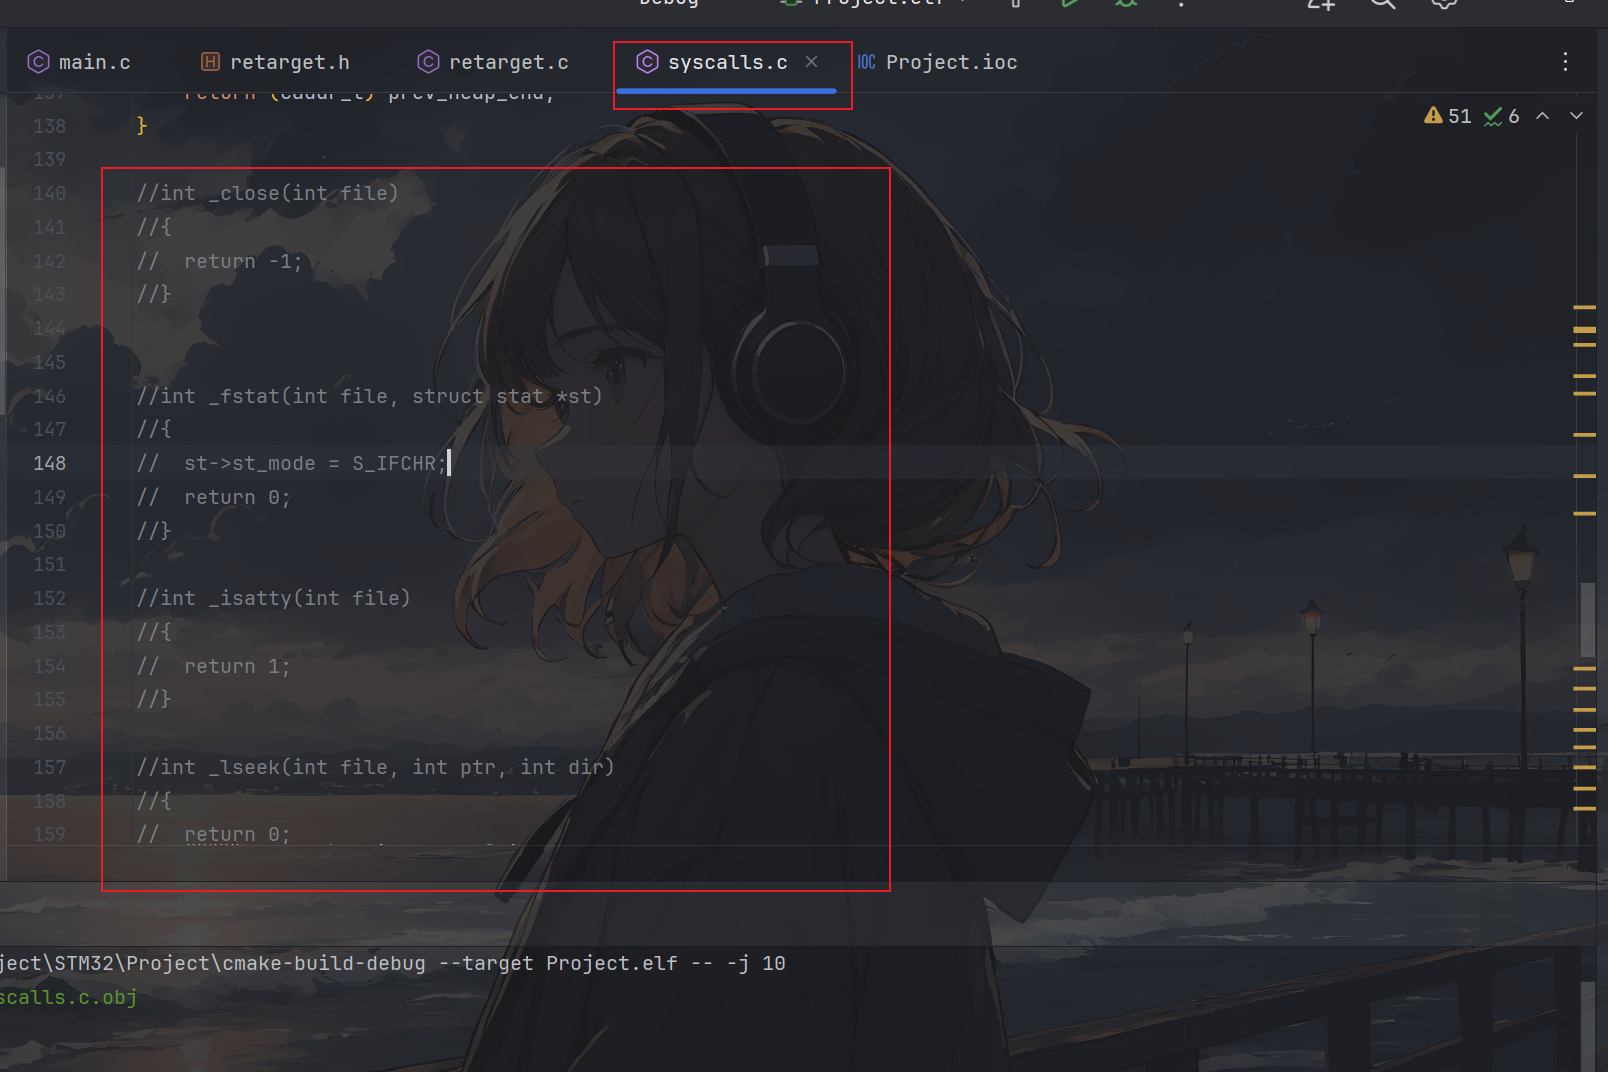 Debug Project.elf
main.c retarget.h retarget.c syscalls.c Project.ioc
137 return (caddr_t) prev_heap_end;
51 6
138 }
139
140 //int _close(int file)
141 //{
142 //  return -1;
143 //}
144
145
146 //int _fstat(int file, struct stat *st)
147 //{
148 //  st->st_mode = S_IFCHR;
149 //  return 0;
150 //}
151
152 //int _isatty(int file)
153 //{
154 //  return 1;
155 //}
156
157 //int _lseek(int file, int ptr, int dir)
158 //{
159 //  return 0;
ject\STM32\Project\cmake-build-debug --target Project.elf -- -j 10
scalls.c.obj